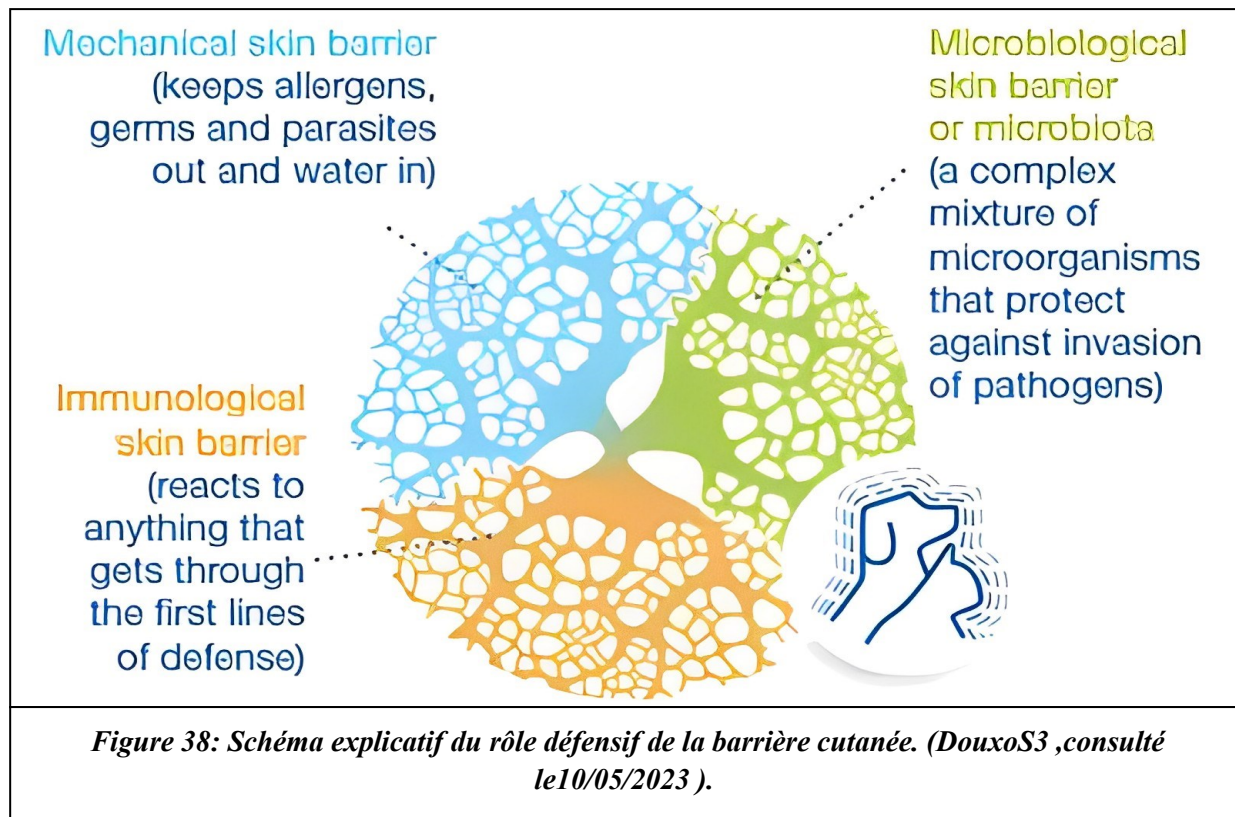 Mechanical skin barrier
(keeps allergens,
germs and parasites
out and water in)
Microbiological
skin barrier
or microbiota
(a complex
mixture of
microorganisms
that protect
against invasion
of pathogens)
Immunological
skin barrier
(reacts to
anything that
gets through
the first lines
of defense)
Figure 38: Schéma explicatif du rôle défensif de la barrière cutanée. (DouxoS3 ,consulté
le10/05/2023 ).